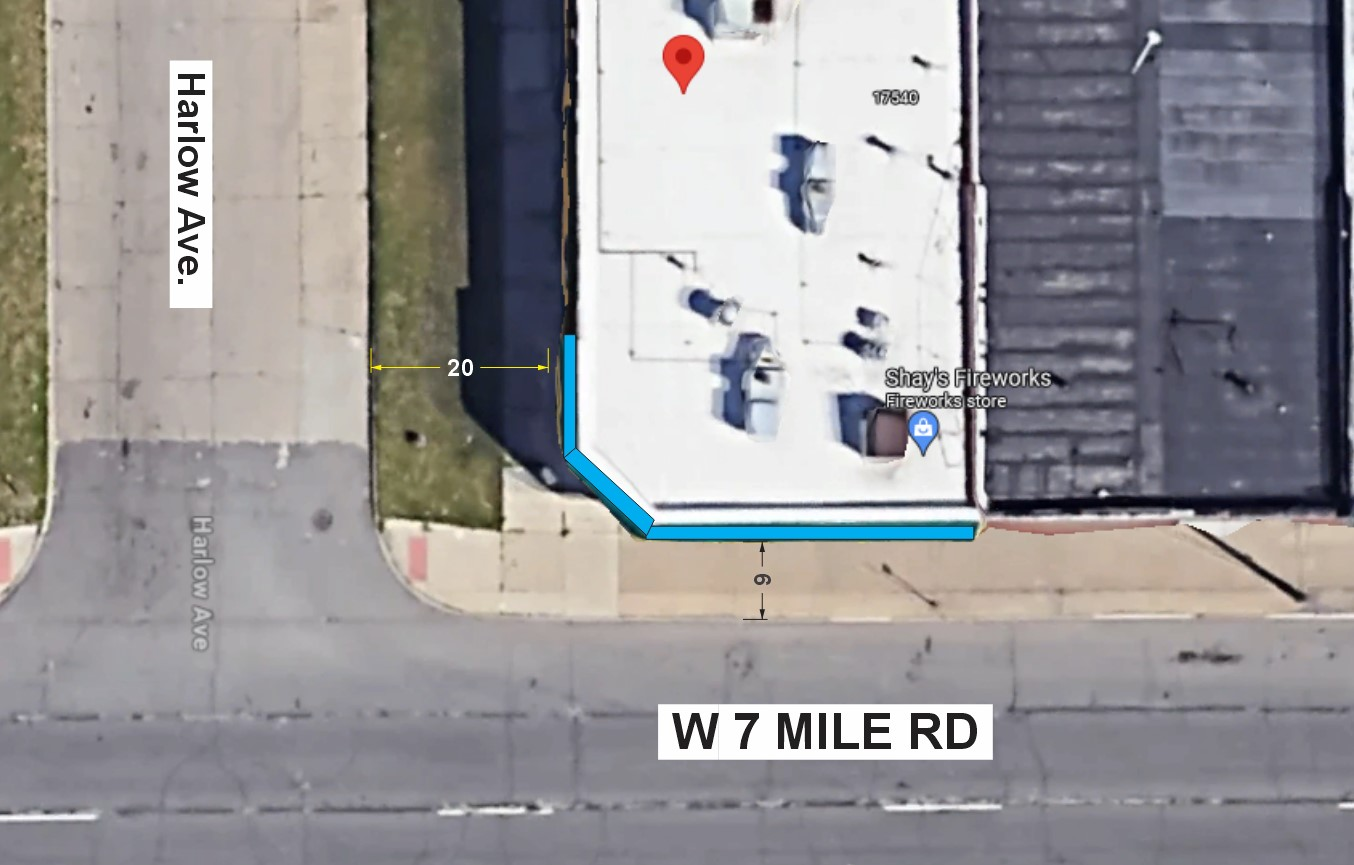 Harlow Ave.
17540
20
Shay's Fireworks
Fireworks store
Harlow Ave
9
W 7 MILE RD